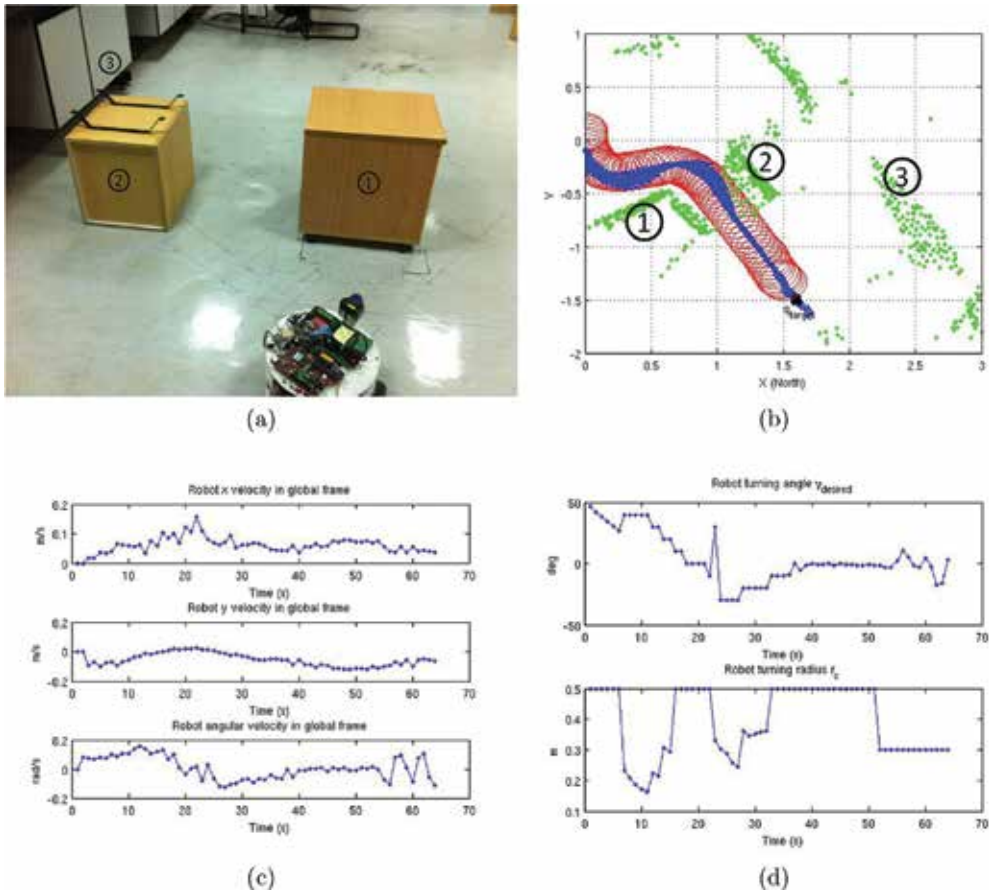 ③
②
①
(a)
1
0.5
0
-0.5
-1
-1.5
-2
Y
①
②
③
target
0 0.5 1 1.5 2 2.5 3
X (North)
(b)
Robot x velocity in global frame
0.2
0.1
0
m/s
0 10 20 30 40 50 60 70
Time (s)
Robot y velocity in global frame
0.2
0
-0.2
m/s
0 10 20 30 40 50 60 70
Time (s)
Robot angular velocity in global frame
0.2
0
-0.2
rad/s
0 10 20 30 40 50 60 70
Time (s)
(c)
Robot turning angle γdesired
50
0
-50
deg
0 10 20 30 40 50 60 70
Time (s)
Robot turning radius rc
0.5
0.4
0.3
0.2
0.1
m
0 10 20 30 40 50 60 70
Time (s)
(d)